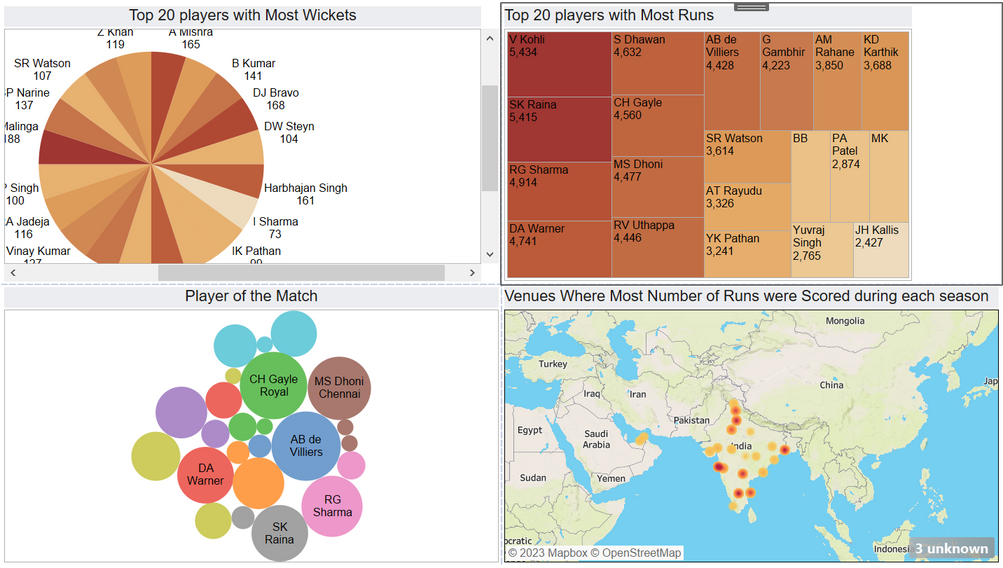 Top 20 players with Most Wickets
Z Khan
119
A Mishra
165
SR Watson
107
B Kumar
141
P Narine
137
DJ Bravo
168
Malinga
188
DW Steyn
104
P Singh
100
Harbhajan Singh
161
A Jadeja
116
I Sharma
73
Vinay Kumar
127
IK Pathan
99
Top 20 players with Most Runs
V Kohli
5,434
SK Raina
5,415
RG Sharma
4,914
DA Warner
4,741
S Dhawan
4,632
CH Gayle
4,560
MS Dhoni
4,477
RV Uthappa
4,446
AB de
Villiers
4,428
G
Gambhir
4,223
AM
Rahane
3,850
KD
Karthik
3,688
SR Watson
3,614
AT Rayudu
3,326
YK Pathan
3,241
BB
PA
Patel
2,874
MK
Yuvraj
Singh
2,765
JH Kallis
2,427
Player of the Match
CH Gayle
Royal
MS Dhoni
Chennai
AB de
Villiers
DA
Warner
RG
Sharma
SK
Raina
Venues Where Most Number of Runs were Scored during each season
Mongolia
Turkey
China
Jap
Iraq
Iran
Pakistan
Egypt
Saudi
Arabia
India
Sudan
Yemen
ocratic
Indonesi
3 unknown
© 2023 Mapbox © OpenStreetMap